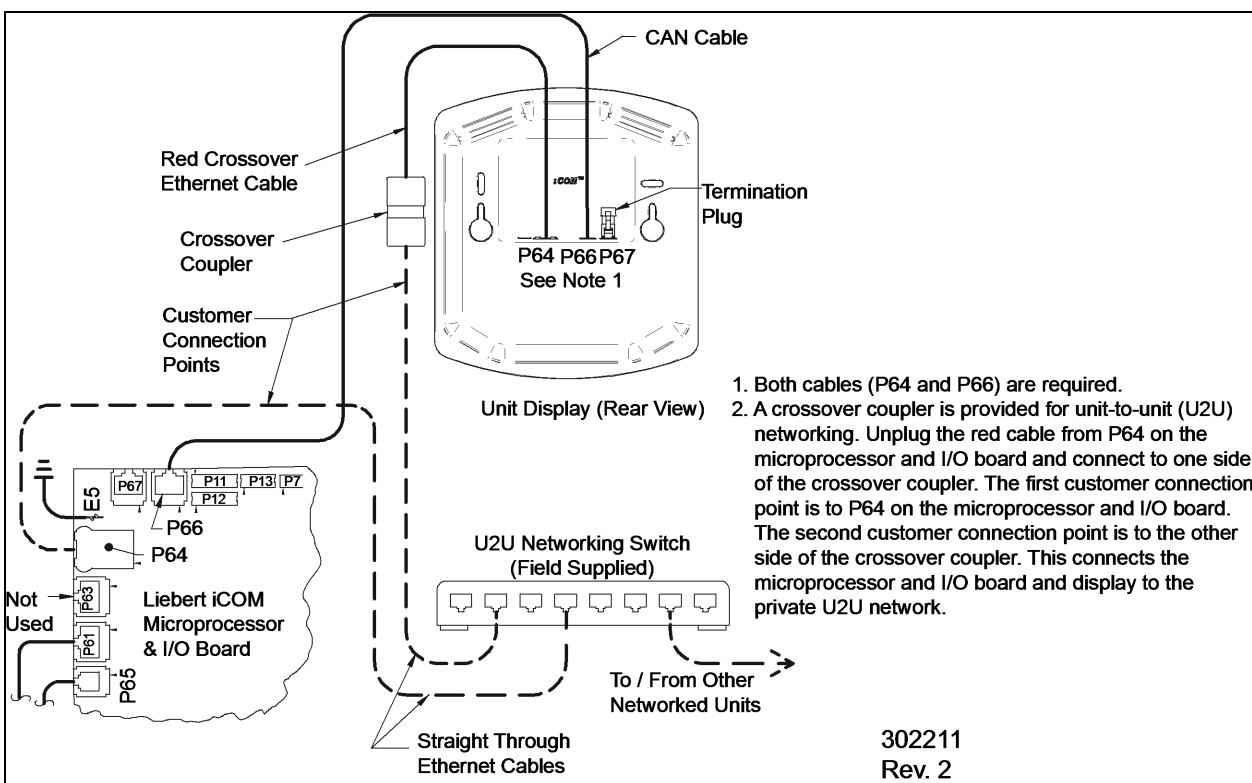 CAN Cable
Red Crossover
Ethernet Cable
iCOM™
Termination
Plug
Crossover
Coupler
P64 P66 P67
See Note 1
Customer
Connection
Points
Unit Display (Rear View)
1. Both cables (P64 and P66) are required.
2. A crossover coupler is provided for unit-to-unit (U2U)
networking. Unplug the red cable from P64 on the
microprocessor and I/O board and connect to one side
of the crossover coupler. The first customer connection
point is to P64 on the microprocessor and I/O board.
The second customer connection point is to the other
side of the crossover coupler. This connects the
microprocessor and I/O board and display to the
private U2U network.
E5
P67
P11
P13
P7
P12
P66
P64
U2U Networking Switch
(Field Supplied)
Not
Used
P63
Liebert iCOM
Microprocessor
& I/O Board
P61
P65
To / From Other
Networked Units
Straight Through
Ethernet Cables
302211
Rev. 2